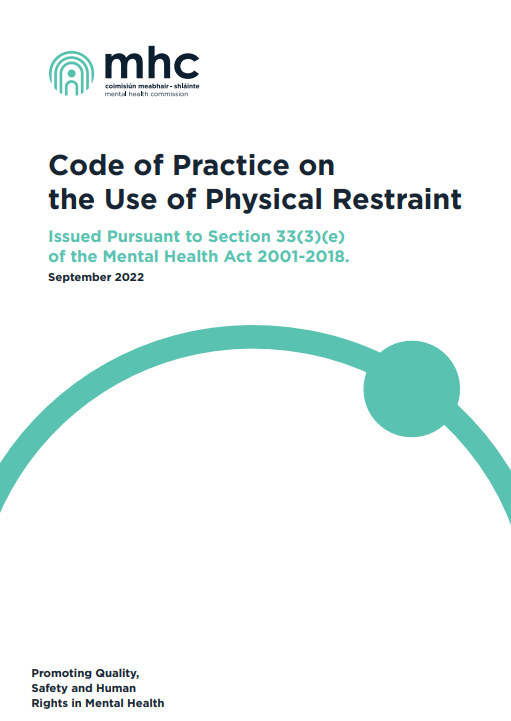 mhc
coimisiún meabhair - shláinte
mental health commission
Code of Practice on
the Use of Physical Restraint
Issued Pursuant to Section 33(3)(e)
of the Mental Health Act 2001-2018.
September 2022
Promoting Quality,
Safety and Human
Rights in Mental Health